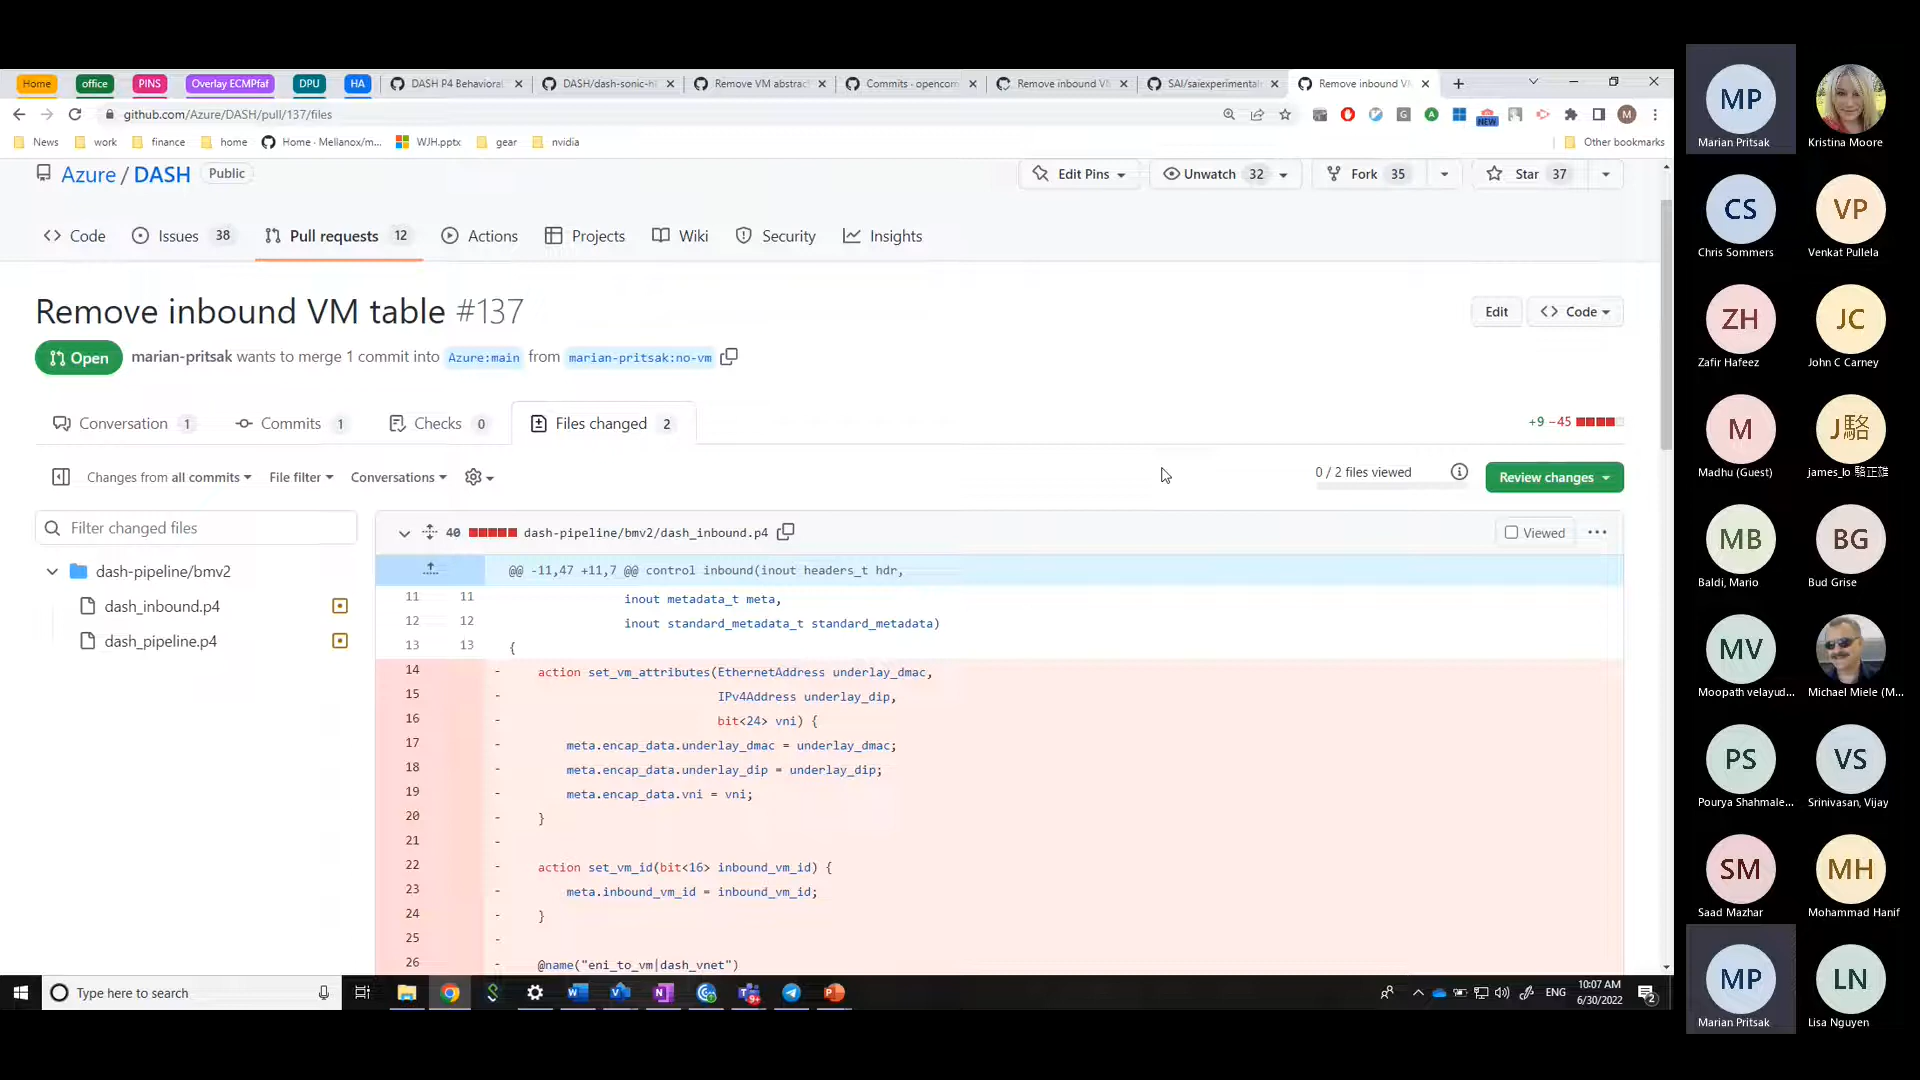 Home office PINS Overlay ECMPfaf DPU HA DASH P4 Behavioral DASH/dash-sonic-h Remove VM abstrac Commits · opencom Remove inbound VM SAI/saiexperimental Remove inbound VM
github.com/Azure/DASH/pull/137/files
News work finance home Home - Mellanox/m... WJH.pptx gear nvidia Other bookmarks
Azure / DASH Public Edit Pins Unwatch 32 Fork 35 Star 37
Code Issues 38 Pull requests 12 Actions Projects Wiki Security Insights
Remove inbound VM table #137 Edit Code
Open marian-pritsak wants to merge 1 commit into Azure:main from marian-pritsak:no-vm
Conversation 1 Commits 1 Checks 0 Files changed 2 +9 −45
Changes from all commits File filter Conversations 0 / 2 files viewed Review changes
Filter changed files
dash-pipeline/bmv2
dash_inbound.p4
dash_pipeline.p4
40 dash-pipeline/bmv2/dash_inbound.p4 Viewed
@@ -11,47 +11,7 @@ control inbound(inout headers_t hdr,
11 11 inout metadata_t meta,
12 12 inout standard_metadata_t standard_metadata)
13 13 {
14 - action set_vm_attributes(EthernetAddress underlay_dmac,
15 - IPv4Address underlay_dip,
16 - bit<24> vni) {
17 - meta.encap_data.underlay_dmac = underlay_dmac;
18 - meta.encap_data.underlay_dip = underlay_dip;
19 - meta.encap_data.vni = vni;
20 - }
21 -
22 - action set_vm_id(bit<16> inbound_vm_id) {
23 - meta.inbound_vm_id = inbound_vm_id;
24 - }
25 -
26 - @name("eni_to_vm|dash_vnet")
Type here to search ENG 10:07 AM
6/30/2022
MP
Marian Pritsak Kristina Moore
CS VP
Chris Sommers Venkat Pullela
ZH JC
Zafir Hafeez John C Carney
M J駱
Madhu (Guest) james_lo 駱正雄
MB BG
Baldi, Mario Bud Grise
MV
Moopath velayud... Michael Miele (M...
PS VS
Pourya Shahmale... Srinivasan, Vijay
SM MH
Saad Mazhar Mohammad Hanif
MP LN
Marian Pritsak Lisa Nguyen